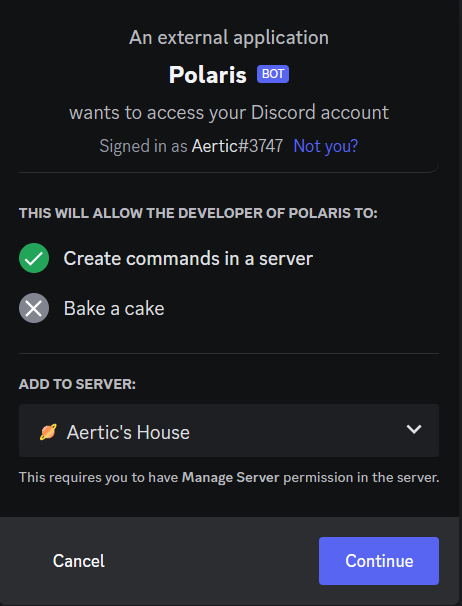 An external application
Polaris BOT
wants to access your Discord account
Signed in as Aertic#3747 Not you?
THIS WILL ALLOW THE DEVELOPER OF POLARIS TO:
Create commands in a server
Bake a cake
ADD TO SERVER:
🪐 Aertic's House
This requires you to have Manage Server permission in the server.
Cancel
Continue